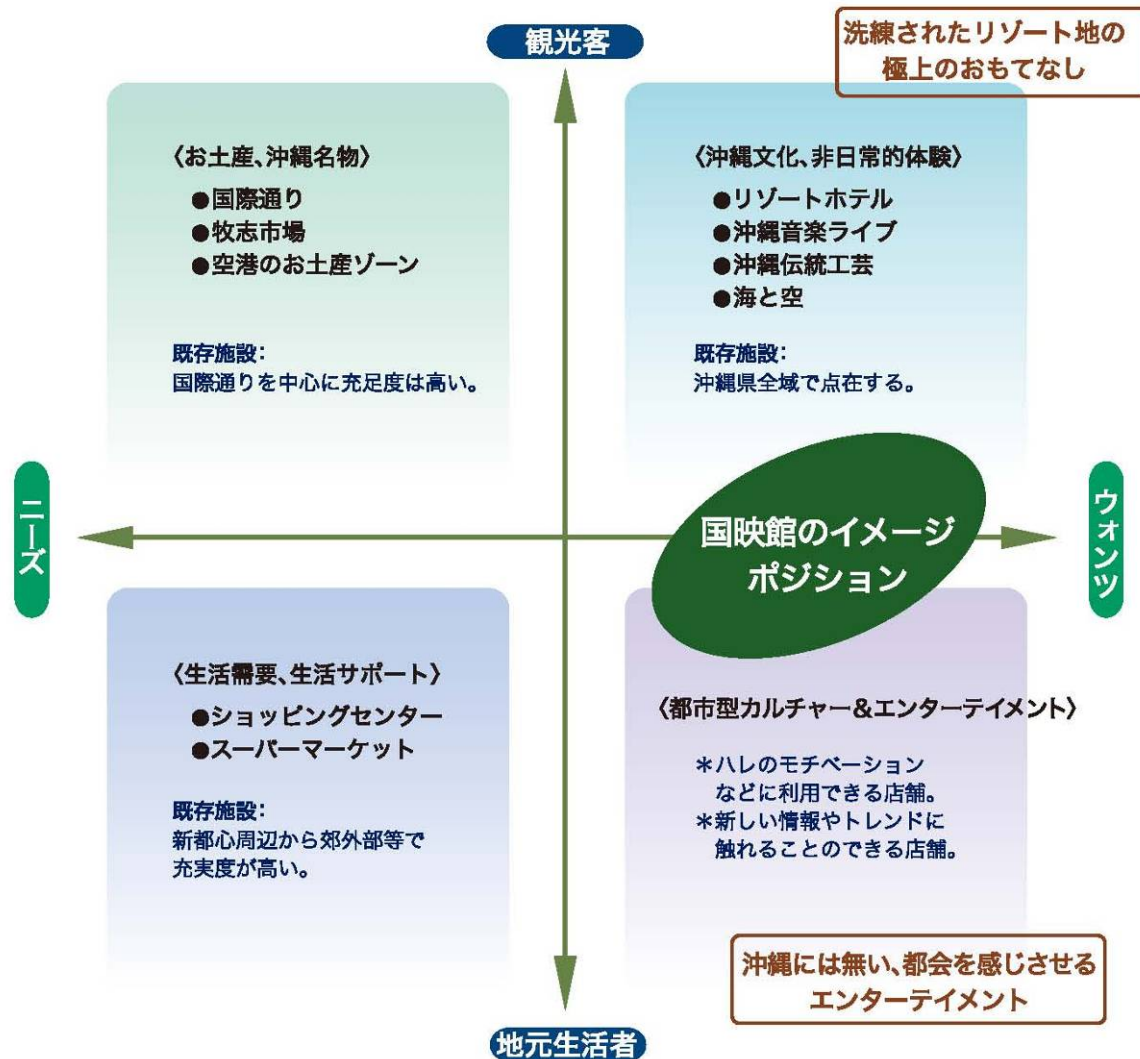 観光客
洗練されたリゾート地の
極上のおもてなし
〈お土産、沖縄名物〉
●国際通り
●牧志市場
●空港のお土産ゾーン
既存施設：
国際通りを中心に充足度は高い。
〈沖縄文化、非日常的体験〉
●リゾートホテル
●沖縄音楽ライブ
●沖縄伝統工芸
●海と空
既存施設：
沖縄県全域で点在する。
ニーズ
国映館のイメージ
ポジション
ウォンツ
〈生活需要、生活サポート〉
●ショッピングセンター
●スーパーマーケット
既存施設：
新都心周辺から郊外部等で
充実度が高い。
〈都市型カルチャー&エンターテイメント〉
＊ハレのモチベーション
などに利用できる店舗。
＊新しい情報やトレンドに
触れることのできる店舗。
沖縄には無い、都会を感じさせる
エンターテイメント
地元生活者